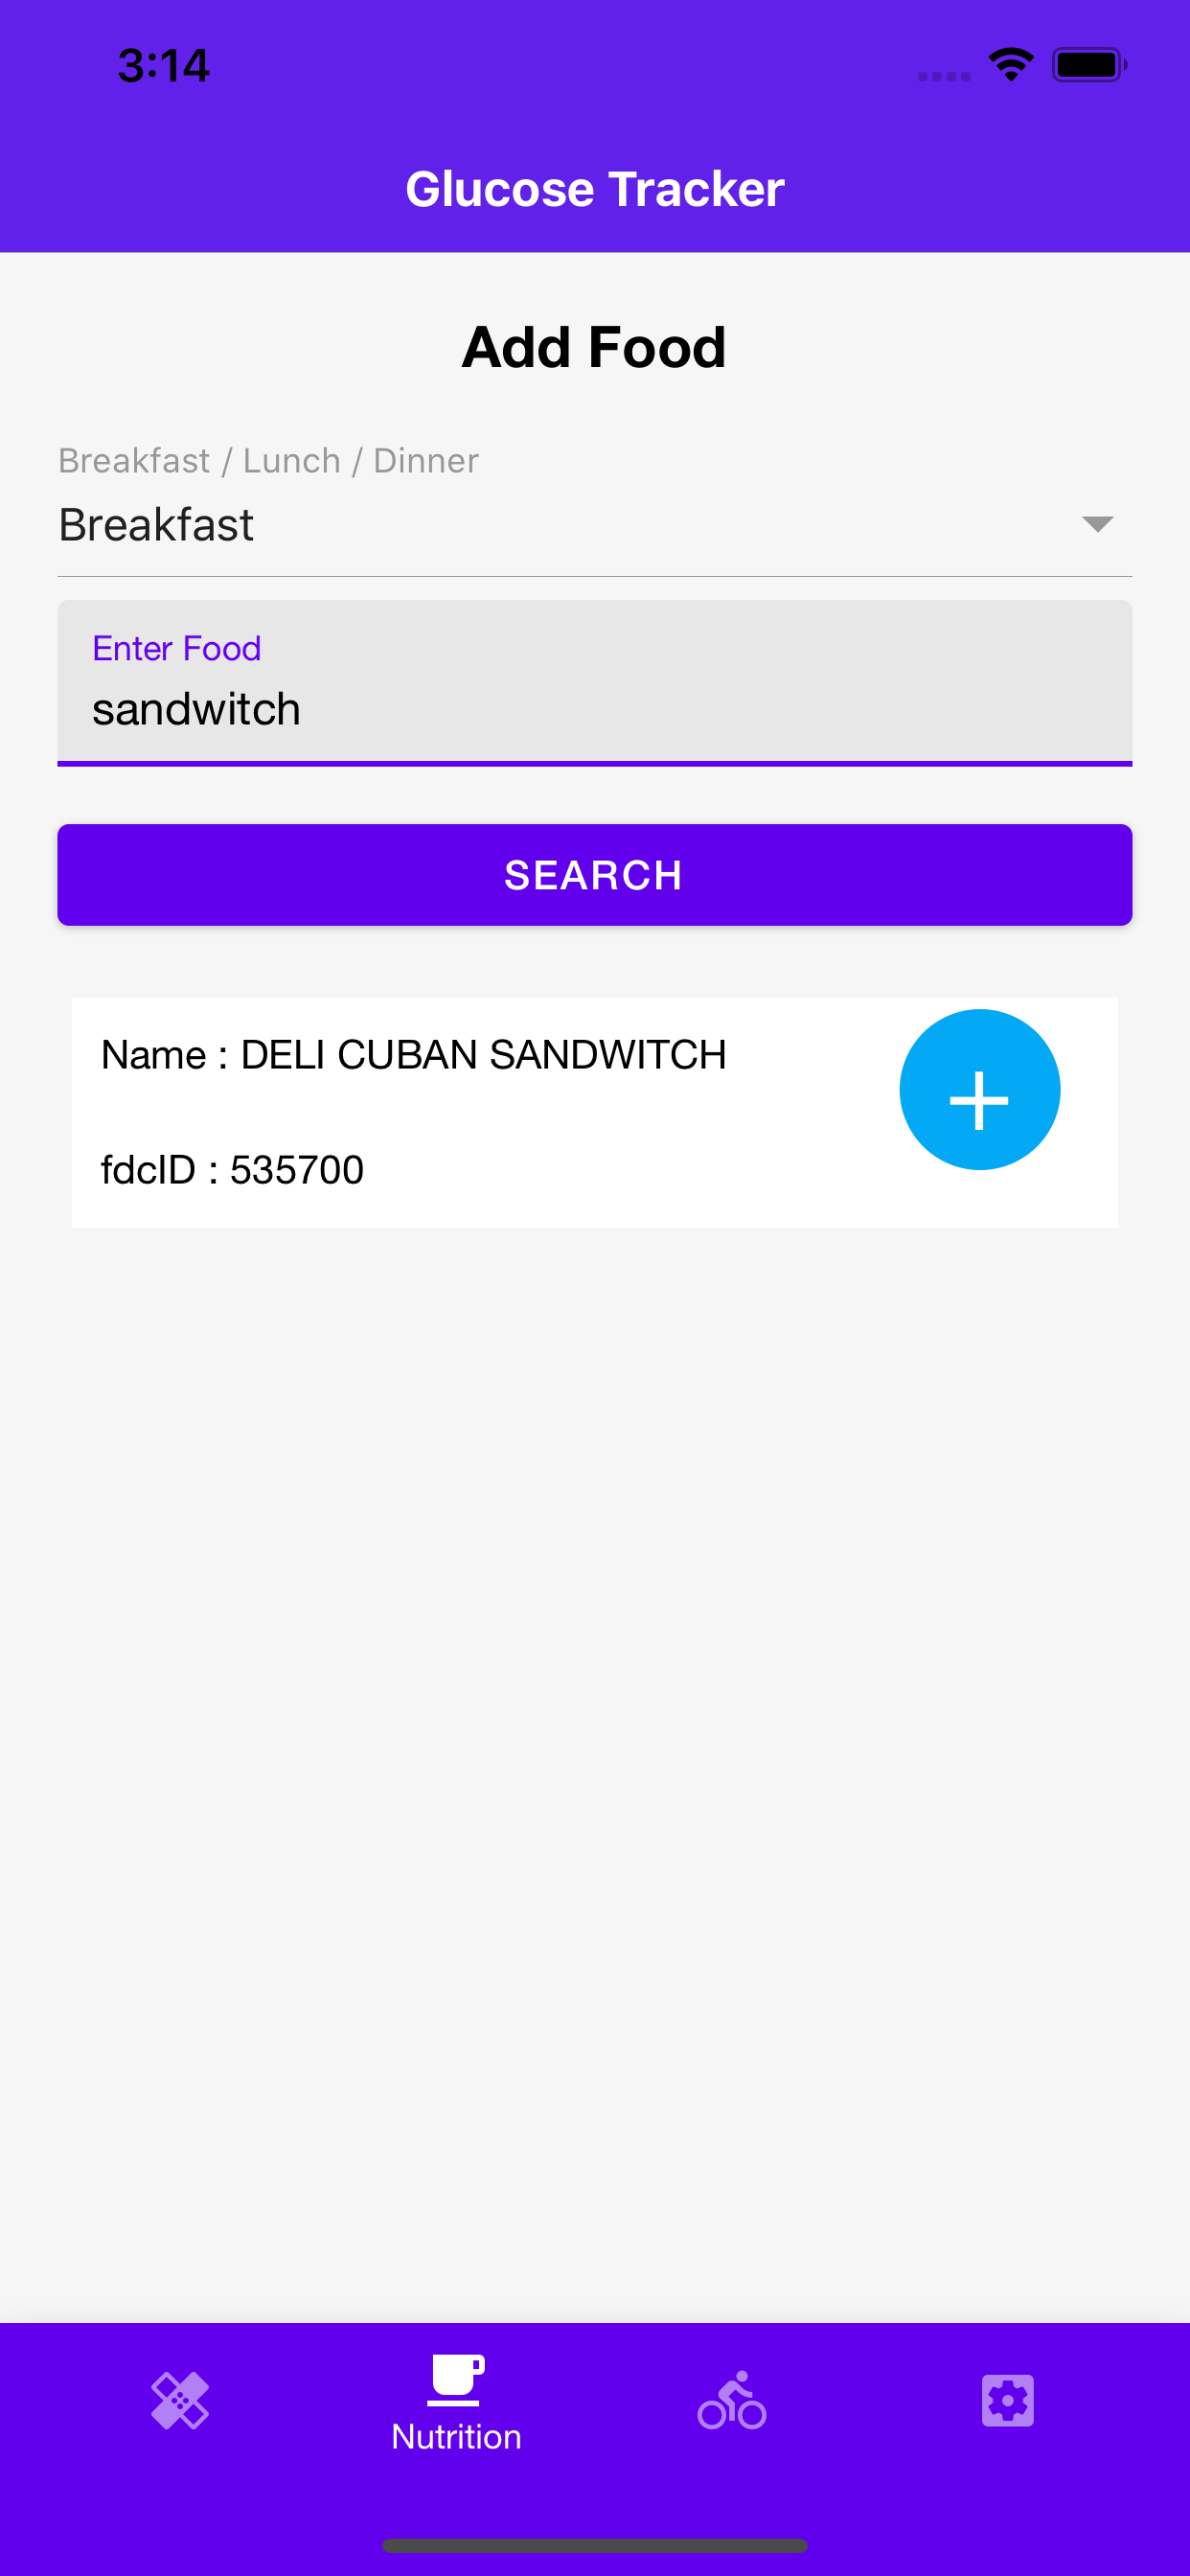 3:14
Glucose Tracker
Add Food
Breakfast / Lunch / Dinner
Breakfast
Enter Food
sandwitch
SEARCH
Name : DELI CUBAN SANDWITCH
fdcID : 535700
Nutrition